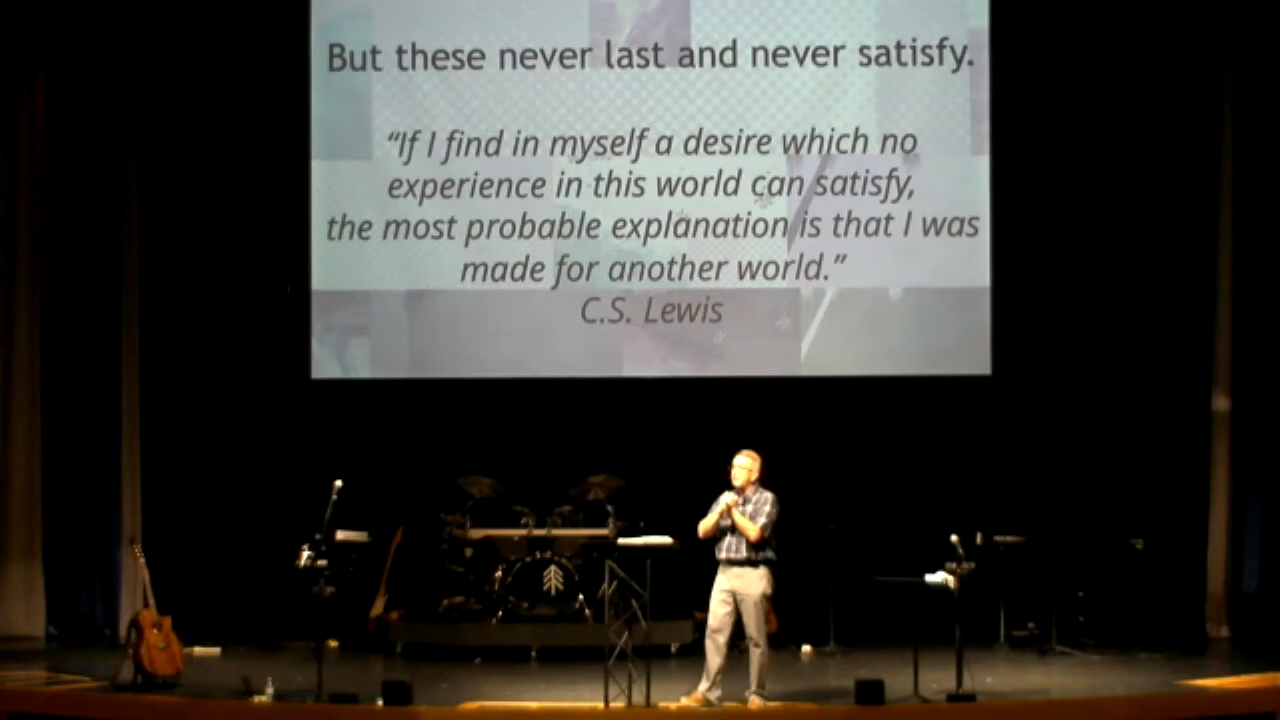 But these never last and never satisfy.
“If I find in myself a desire which no
experience in this world can satisfy,
the most probable explanation is that I was
made for another world.”
C.S. Lewis